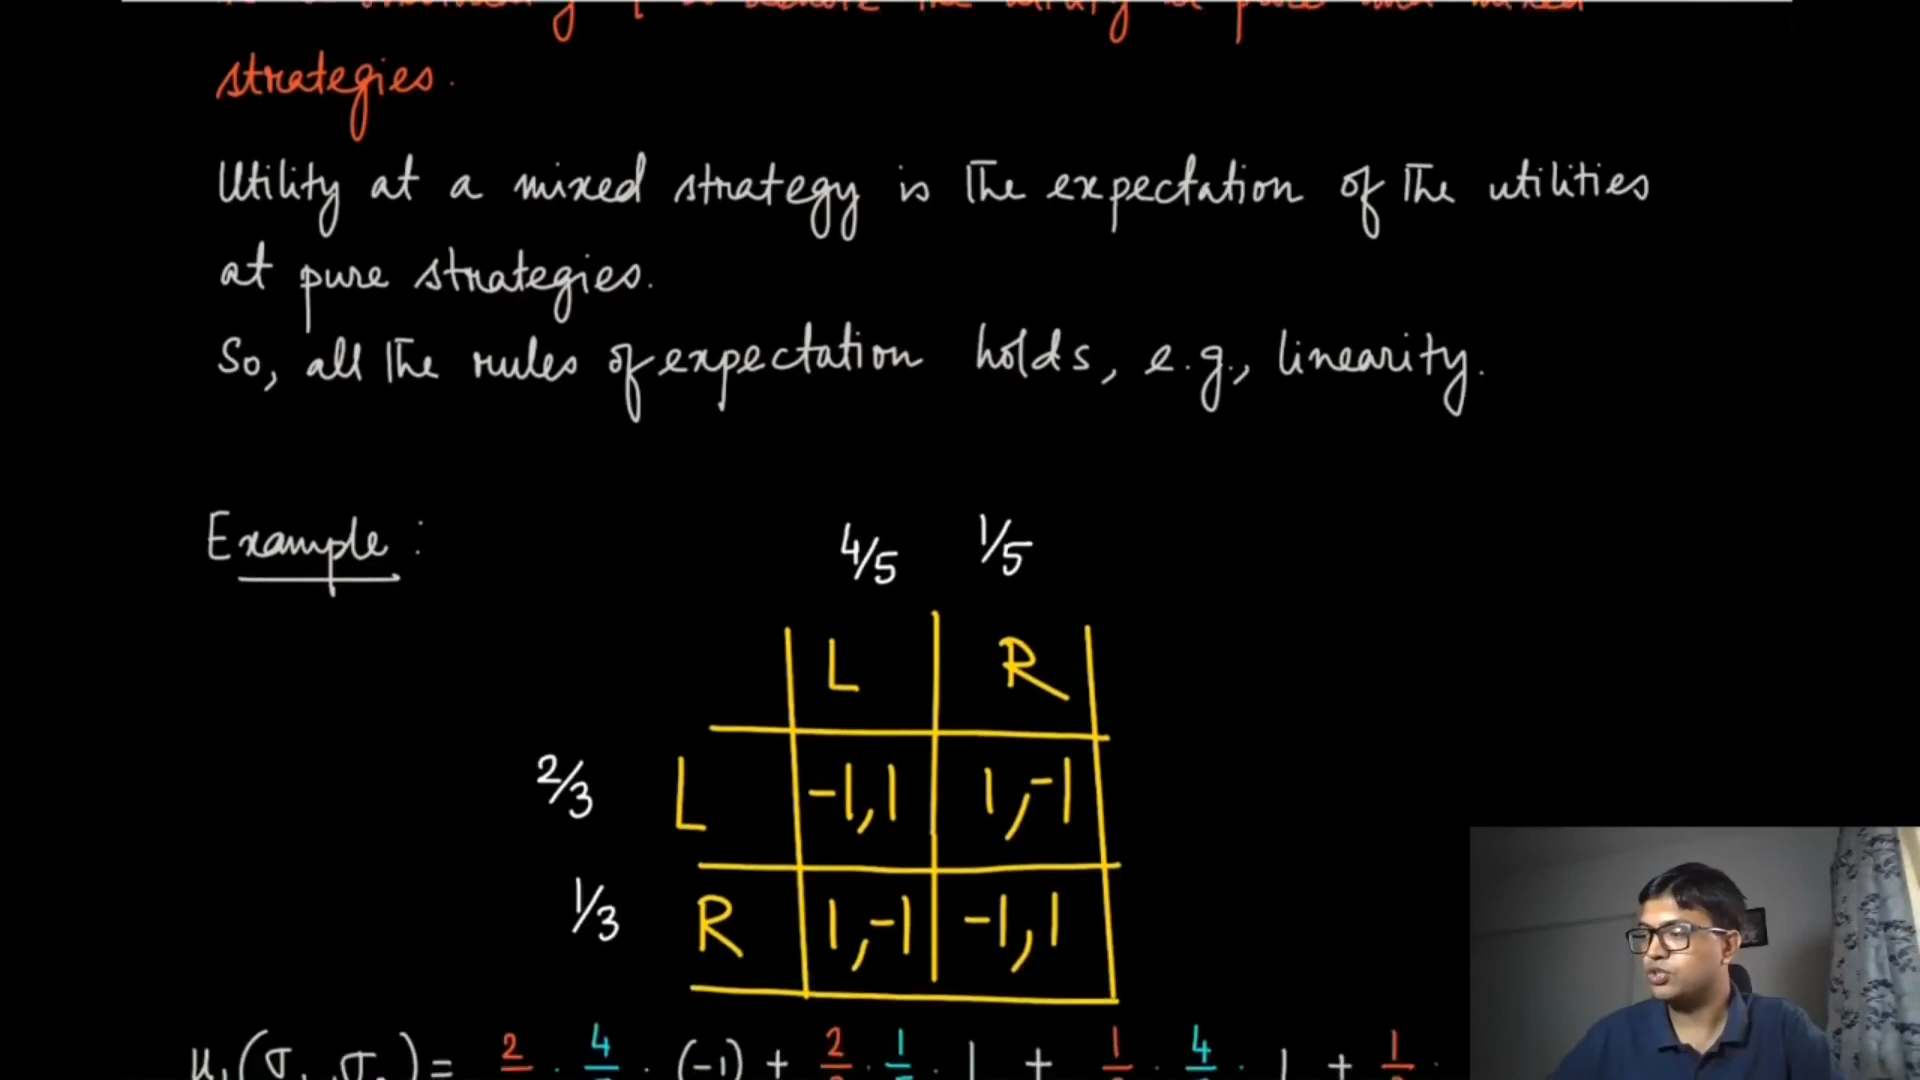 strategies.
Utility at a mixed strategy is the expectation of the utilities
at pure strategies.
So, all the rules of expectation holds, e.g., linearity.
Example:
4/5 1/5
L R
2/3 L -1,1 1,-1
1/3 R 1,-1 -1,1